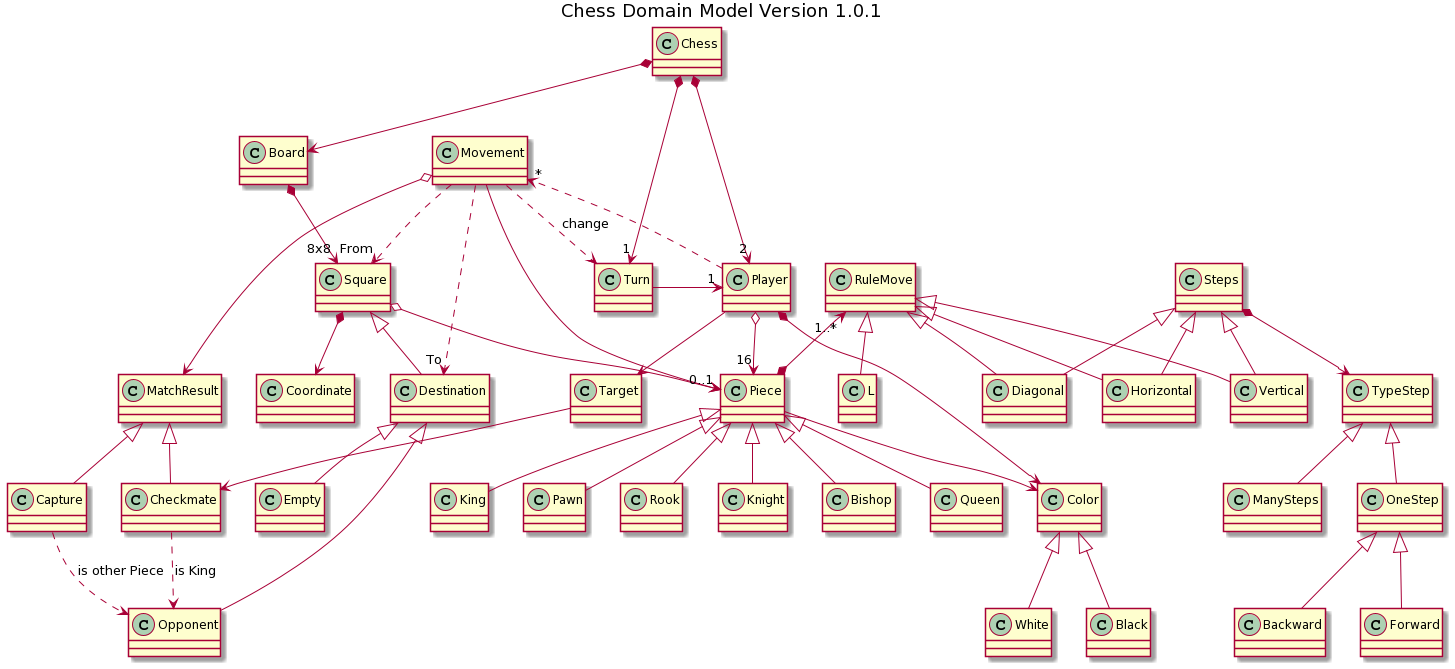 Chess Domain Model Version 1.0.1
C Chess
C Board
C Movement
*
change
8x8
From
1
2
C Square
C Turn
1
C Player
C RuleMove
C Steps
1..*
To
16
0..1
C MatchResult
C Coordinate
C Destination
C Target
C Piece
C L
C Diagonal
C Horizontal
C Vertical
C TypeStep
C Capture
C Checkmate
C Empty
C King
C Pawn
C Rook
C Knight
C Bishop
C Queen
C Color
C ManySteps
C OneStep
is other Piece
is King
C Opponent
C White
C Black
C Backward
C Forward